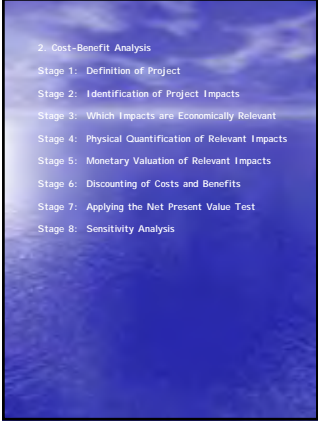 2. Cost-Benefit Analysis
Stage 1: Definition of Project
Stage 2: Identification of Project Impacts
Stage 3: Which Impacts are Economically Relevant
Stage 4: Physical Quantification of Relevant Impacts
Stage 5: Monetary Valuation of Relevant Impacts
Stage 6: Discounting of Costs and Benefits
Stage 7: Applying the Net Present Value Test
Stage 8: Sensitivity Analysis